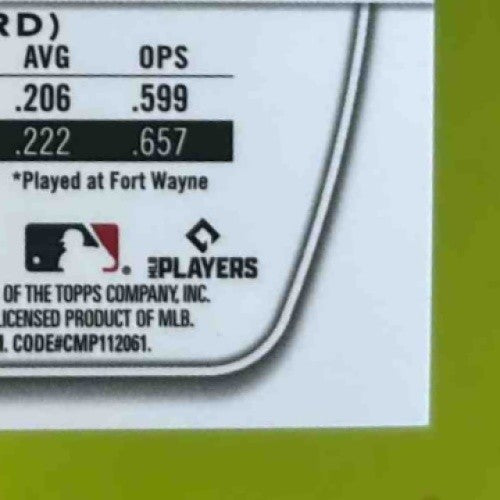 RD)
AVG OPS
.206 .599
.222 .657
*Played at Fort Wayne
MLB PLAYERS
OF THE TOPPS COMPANY, INC.
LICENSED PRODUCT OF MLB.
CODE#CMP112061.